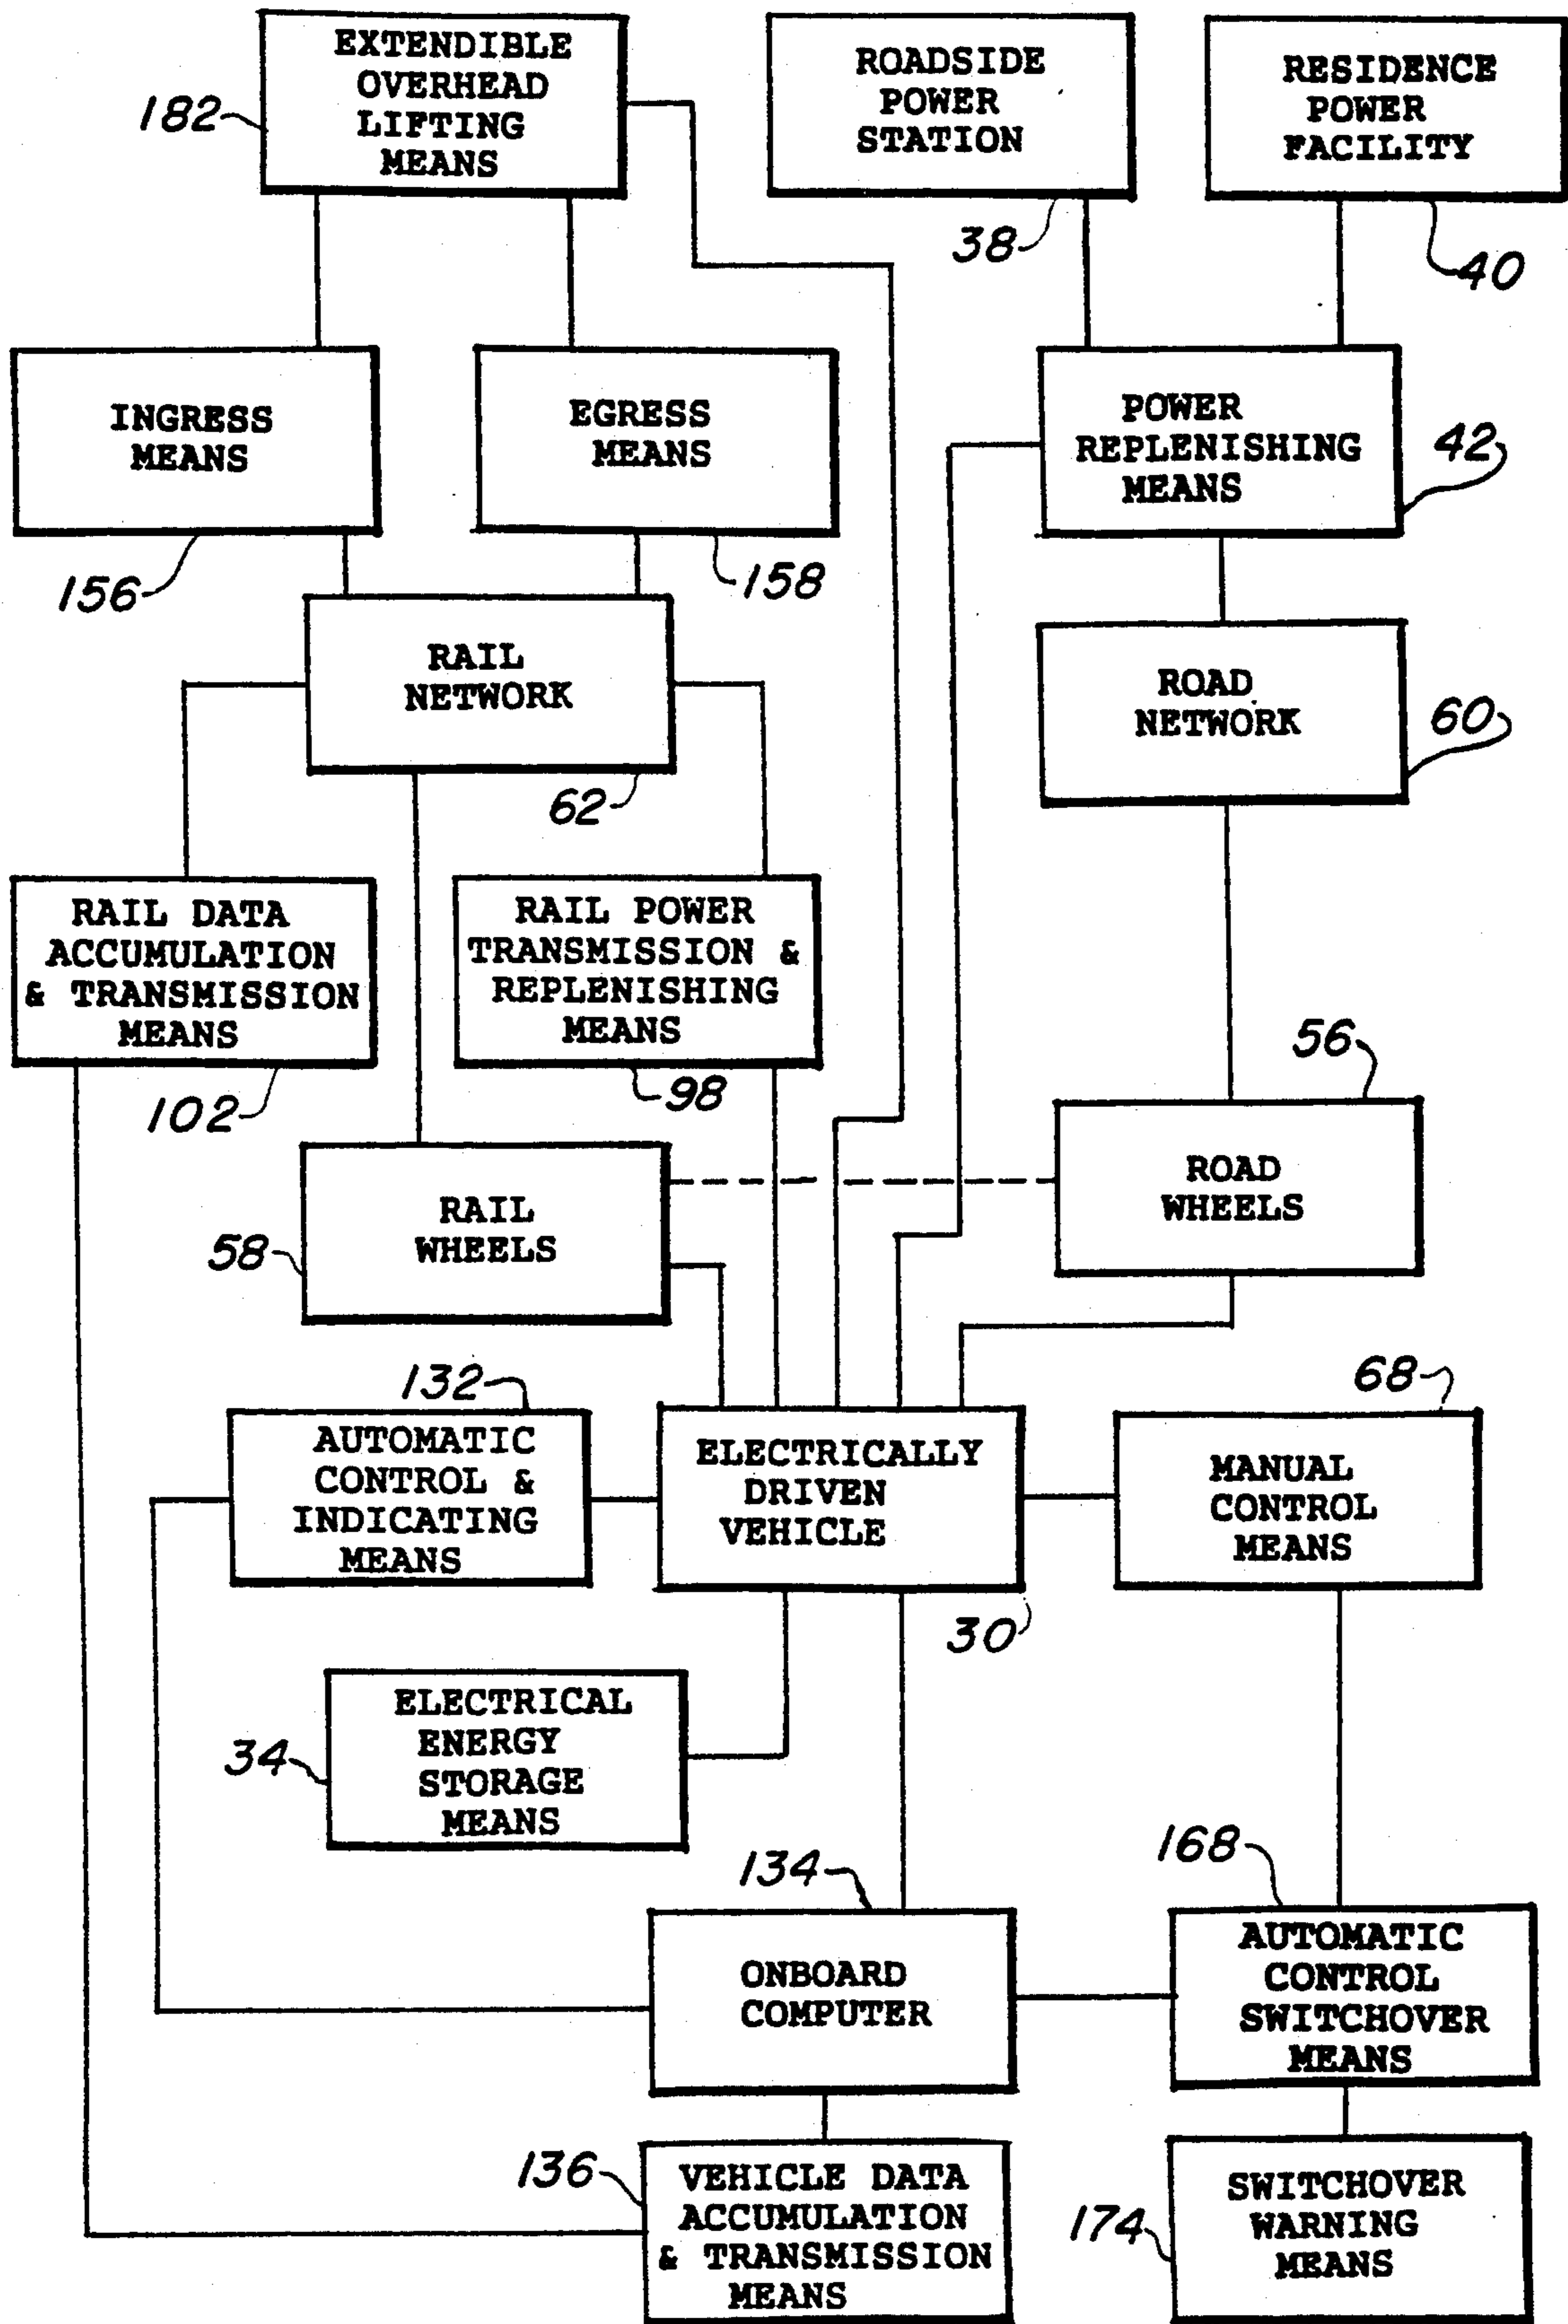 EXTENDIBLE
OVERHEAD
LIFTING
MEANS
182
ROADSIDE
POWER
STATION
38
RESIDENCE
POWER
FACILITY
40
INGRESS
MEANS
156
EGRESS
MEANS
158
POWER
REPLENISHING
MEANS
42
RAIL
NETWORK
62
ROAD
NETWORK
60
RAIL DATA
ACCUMULATION
& TRANSMISSION
MEANS
102
RAIL POWER
TRANSMISSION &
REPLENISHING
MEANS
98
56
ROAD
WHEELS
RAIL
WHEELS
58
132
AUTOMATIC
CONTROL &
INDICATING
MEANS
ELECTRICALLY
DRIVEN
VEHICLE
30
68
MANUAL
CONTROL
MEANS
ELECTRICAL
ENERGY
STORAGE
MEANS
34
134
ONBOARD
COMPUTER
168
AUTOMATIC
CONTROL
SWITCHOVER
MEANS
136
VEHICLE DATA
ACCUMULATION
& TRANSMISSION
MEANS
174
SWITCHOVER
WARNING
MEANS